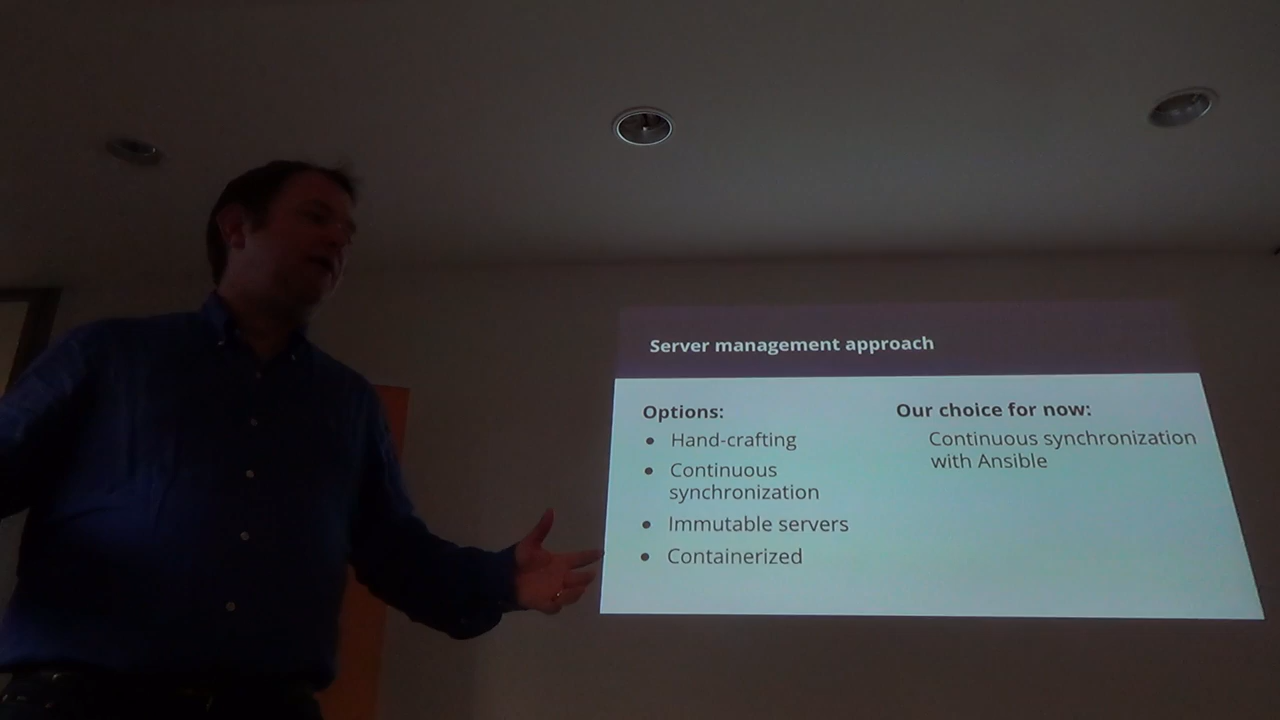 Server management approach
Options:
• Hand-crafting
• Continuous
synchronization
• Immutable servers
• Containerized
Our choice for now:
Continuous synchronization
with Ansible